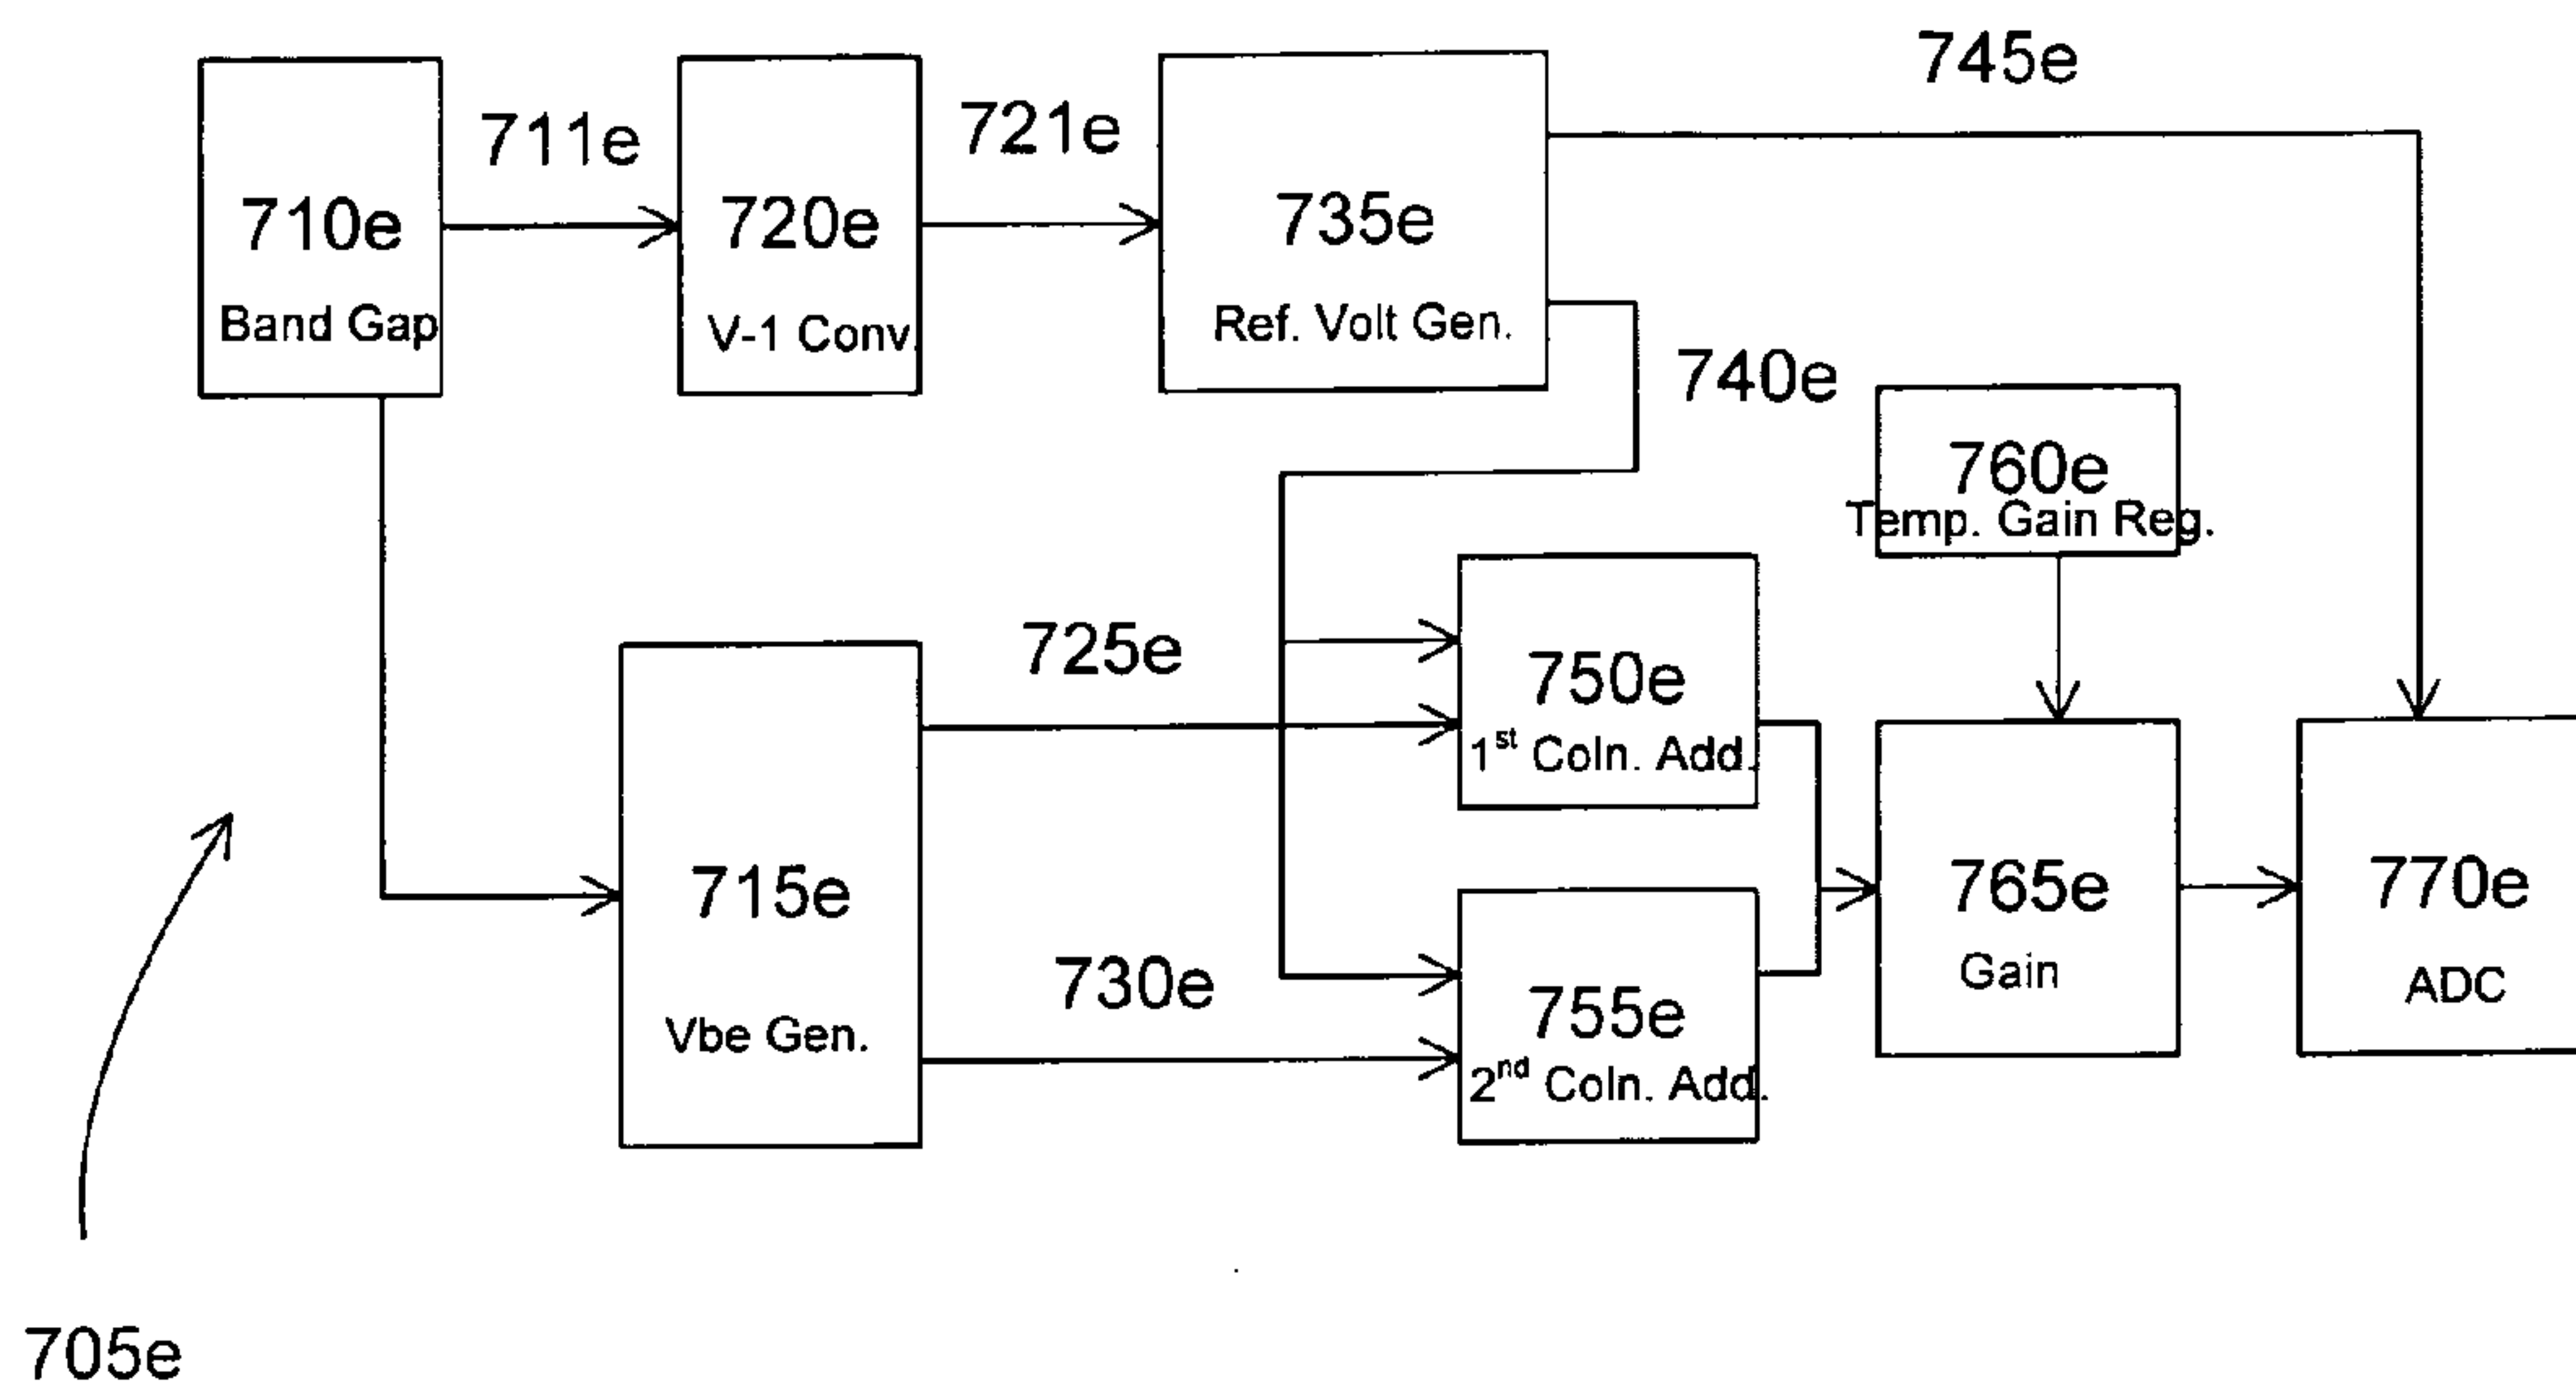 745e
711e
721e
710e
Band Gap
720e
V-1 Conv.
735e
Ref. Volt Gen.
740e
760e
Temp. Gain Reg.
725e
750e
1st Coln. Add.
715e
Vbe Gen.
730e
755e
2nd Coln. Add.
765e
Gain
770e
ADC
705e